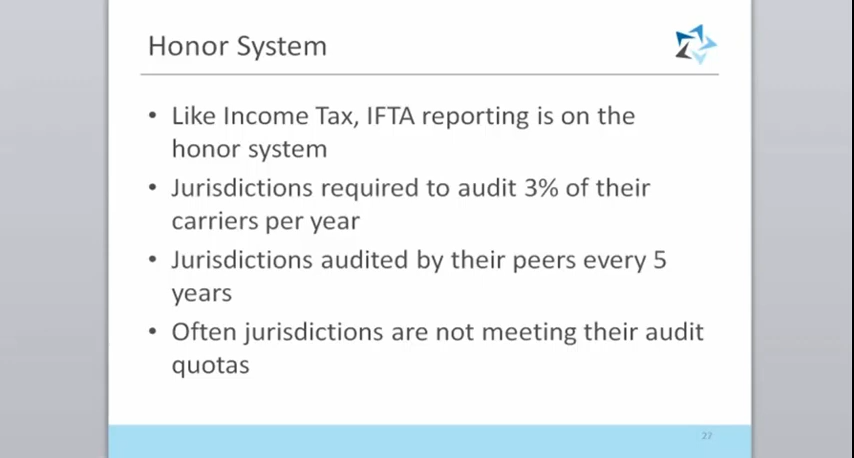 Honor System
• Like Income Tax, IFTA reporting is on the
honor system
• Jurisdictions required to audit 3% of their
carriers per year
• Jurisdictions audited by their peers every 5
years
• Often jurisdictions are not meeting their audit
quotas
27